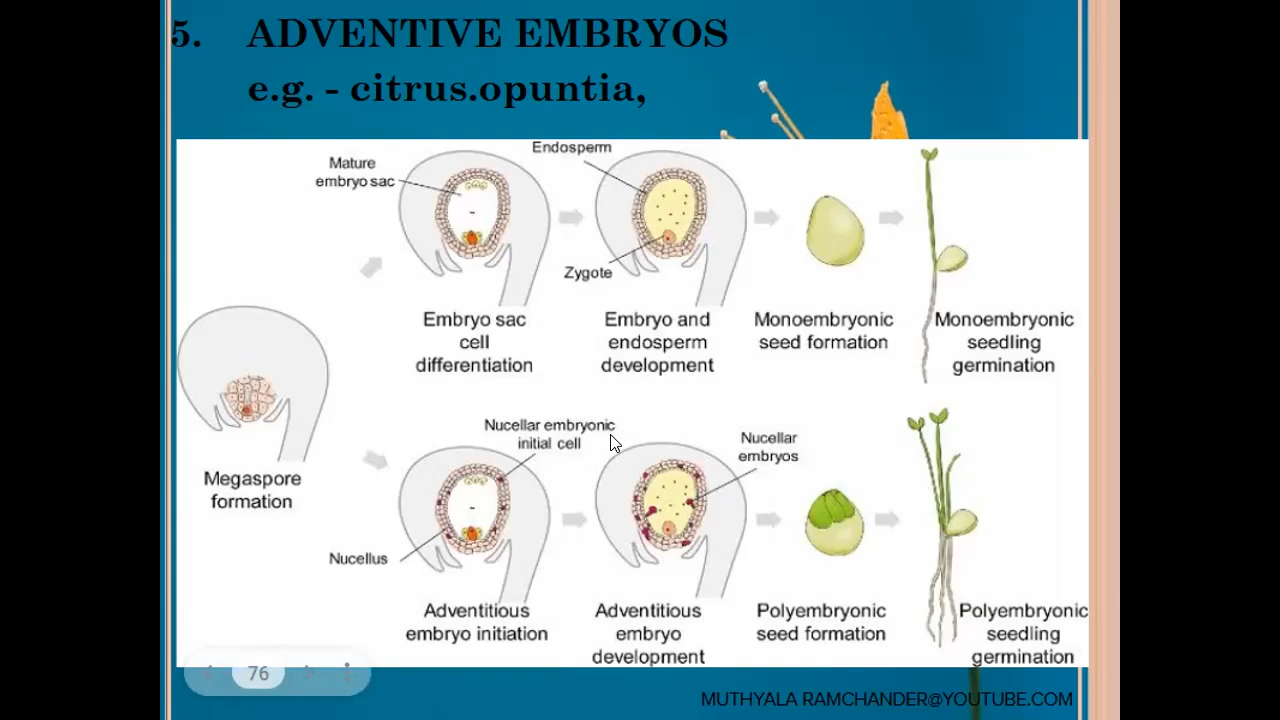 5. ADVENTIVE EMBRYOS
e.g. - citrus.opuntia,
Mature
embryo sac
Endosperm
Zygote
Embryo sac
cell
differentiation
Embryo and
endosperm
development
Monoembryonic
seed formation
Monoembryonic
seedling
germination
Megaspore
formation
Nucellar embryonic
initial cell
Nucellar
embryos
Nucellus
Adventitious
embryo initiation
Adventitious
embryo
development
Polyembryonic
seed formation
Polyembryonic
seedling
germination
76
MUTHYALA RAMCHANDER@YOUTUBE.COM